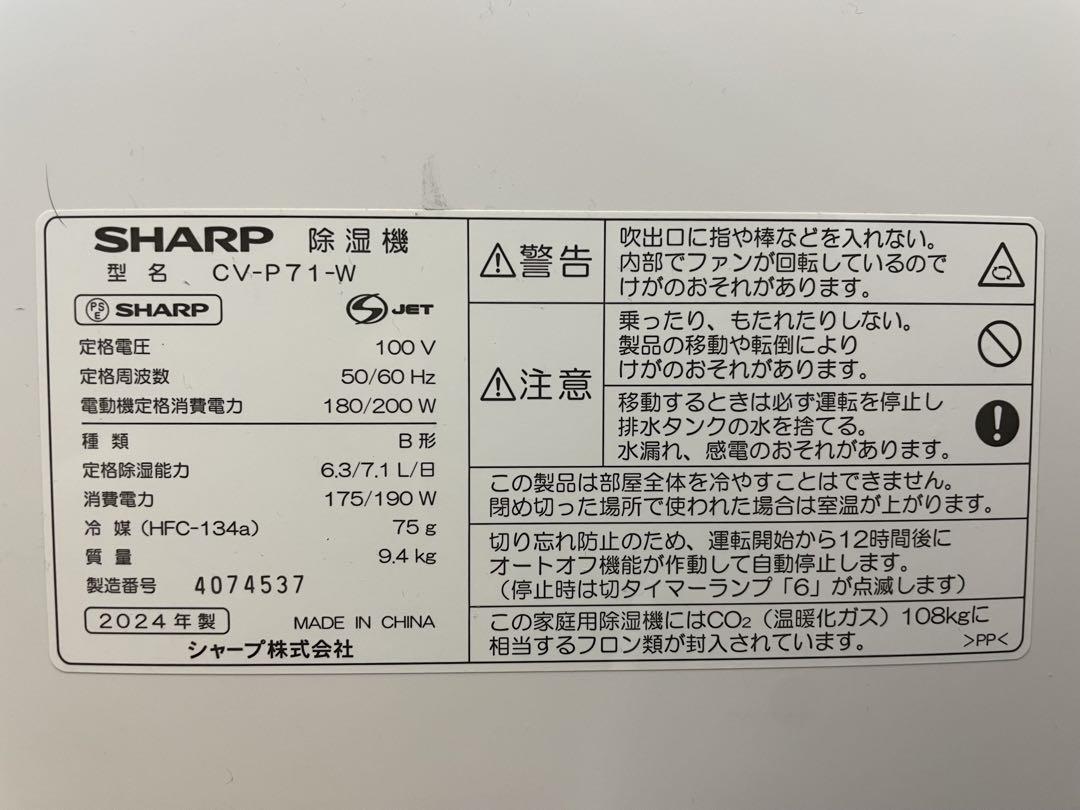 SHARP 除湿機
型名 CV-P71-W
PSE SHARP
S JET
定格電圧 100 V
定格周波数 50/60 Hz
電動機定格消費電力 180/200 W
種類 B 形
定格除湿能力 6.3/7.1 L/日
消費電力 175/190 W
冷媒(HFC-134a) 75 g
質量 9.4 kg
製造番号 4074537
2024年製 MADE IN CHINA
シャープ株式会社
警告
吹出口に指や棒などを入れない。
内部でファンが回転しているので
けがのおそれがあります。
注意
乗ったり、もたれたりしない。
製品の移動や転倒により
けがのおそれがあります。
移動するときは必ず運転を停止し
排水タンクの水を捨てる。
水漏れ、感電のおそれがあります。
この製品は部屋全体を冷やすことはできません。
閉め切った場所で使われた場合は室温が上がります。
切り忘れ防止のため、運転開始から12時間後に
オートオフ機能が作動して自動停止します。
(停止時は切タイマーランプ「6」が点滅します)
この家庭用除湿機にはCO₂(温暖化ガス)108kgに
相当するフロン類が封入されています。
>PP<